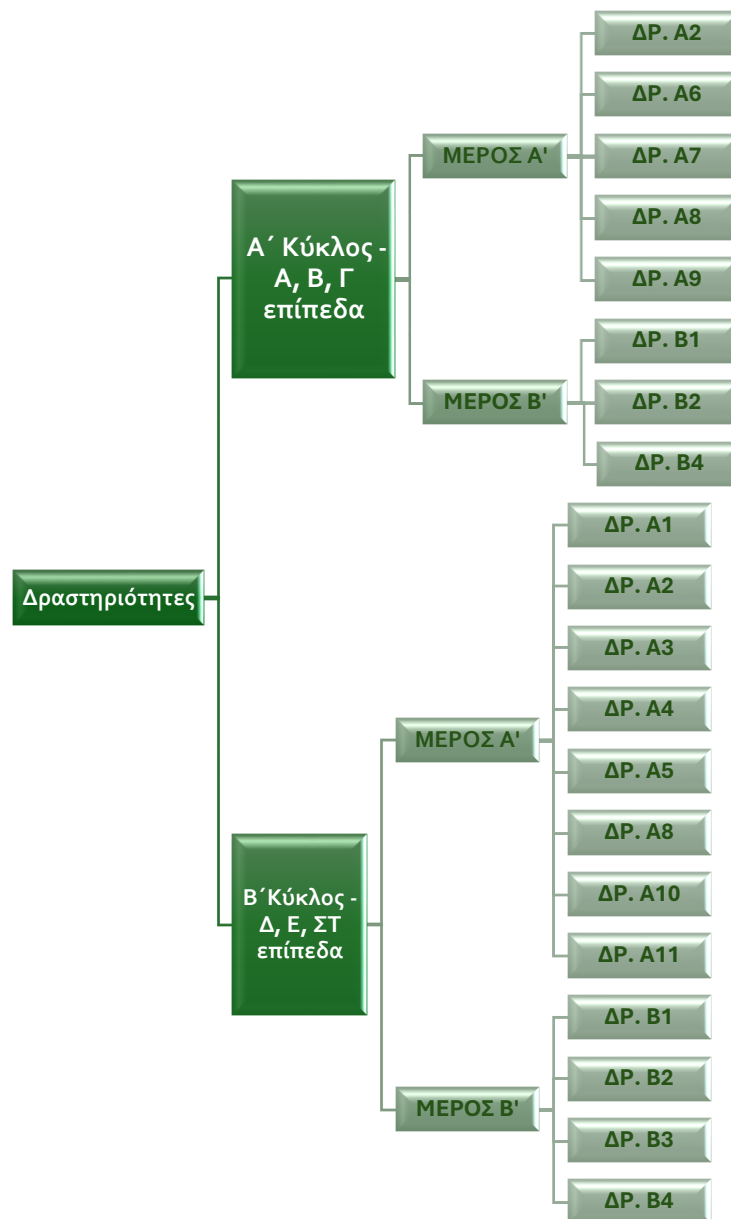 Δραστηριότητες
Α΄ Κύκλος -
Α, Β, Γ
επίπεδα
ΜΕΡΟΣ Α'
ΔΡ. Α2
ΔΡ. Α6
ΔΡ. Α7
ΔΡ. Α8
ΔΡ. Α9
ΜΕΡΟΣ Β'
ΔΡ. Β1
ΔΡ. Β2
ΔΡ. Β4
Β΄Κύκλος -
Δ, Ε, ΣΤ
επίπεδα
ΜΕΡΟΣ Α'
ΔΡ. Α1
ΔΡ. Α2
ΔΡ. Α3
ΔΡ. Α4
ΔΡ. Α5
ΔΡ. Α8
ΔΡ. Α10
ΔΡ. Α11
ΜΕΡΟΣ Β'
ΔΡ. Β1
ΔΡ. Β2
ΔΡ. Β3
ΔΡ. Β4